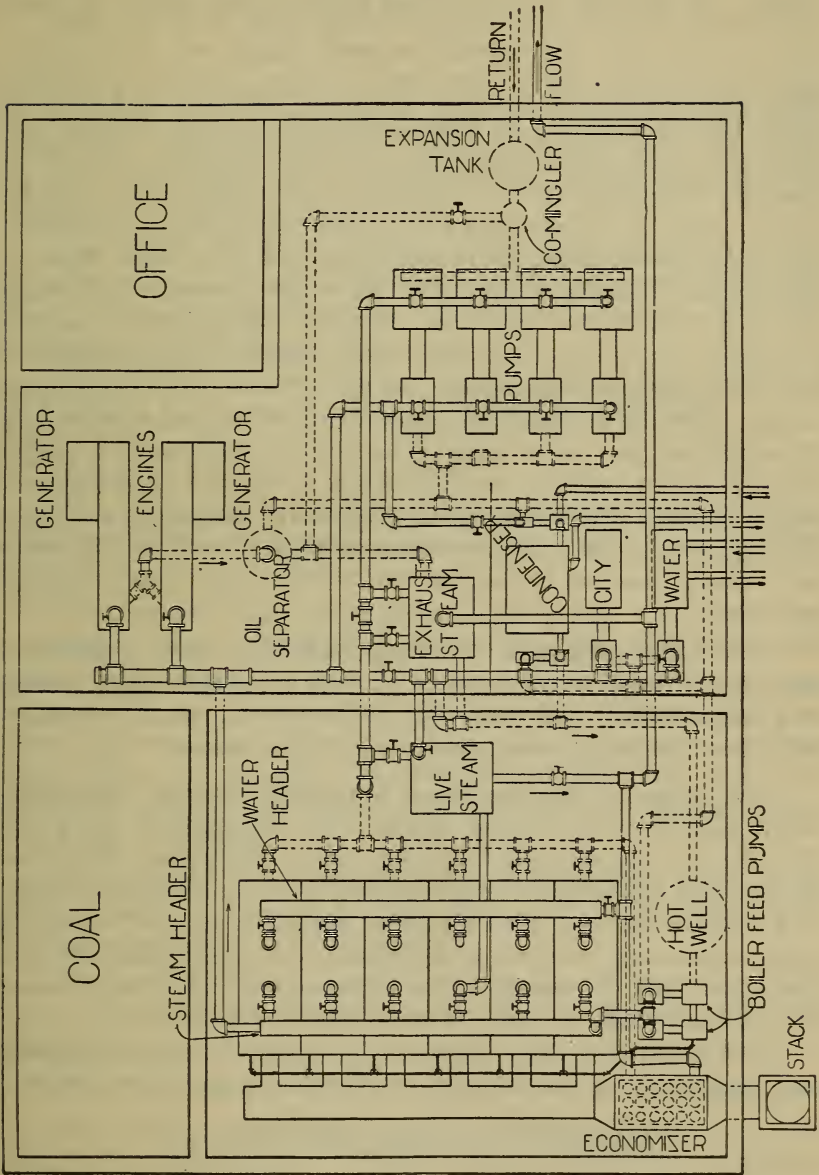 RETURN
FLOW
EXPANSION
TANK
CO-MINGLER
OFFICE
PUMPS
GENERATOR
ENGINES
GENERATOR
OIL
SEPARATOR
EXHAUST
STEAM
CONDENSER
CITY
WATER
COAL
WATER
HEADER
STEAM HEADER
LIVE
STEAM
HOT
WELL
BOILER FEED PUMPS
ECONOMIZER
STACK